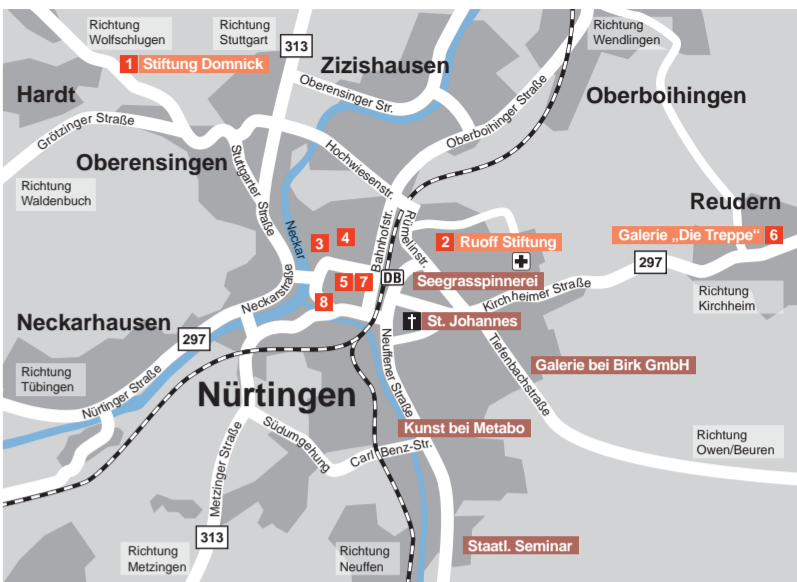 Richtung
Wolfschlugen
Richtung
Stuttgart
Richtung
Wendlingen
313
Zizishausen
1 Stiftung Domnick
Hardt
Oberensinger Str.
Oberboihingen
Grötzinger Straße
Oberboihinger Straße
Hochwiesenstr.
Oberensingen
Stuttgarter Straße
Richtung
Waldenbuch
Reudern
Neckar
3
4
Bahnhofstr.
Rümelinstr.
2 Ruoff Stiftung
Galerie „Die Treppe“ 6
297
5
7
DB
Seegrasspinnerei
Neckarstraße
8
Kirchheimer Straße
Richtung
Kirchheim
Neckarhausen
297
St. Johannes
Neuffener Straße
Tiefenbachstraße
Richtung
Tübingen
Nürtinger Straße
Nürtingen
Galerie bei Birk GmbH
Kunst bei Metabo
Südumgehung
Carl Benz-Str.
Richtung
Owen/Beuren
Metzinger Straße
313
Richtung
Metzingen
Richtung
Neuffen
Staatl. Seminar